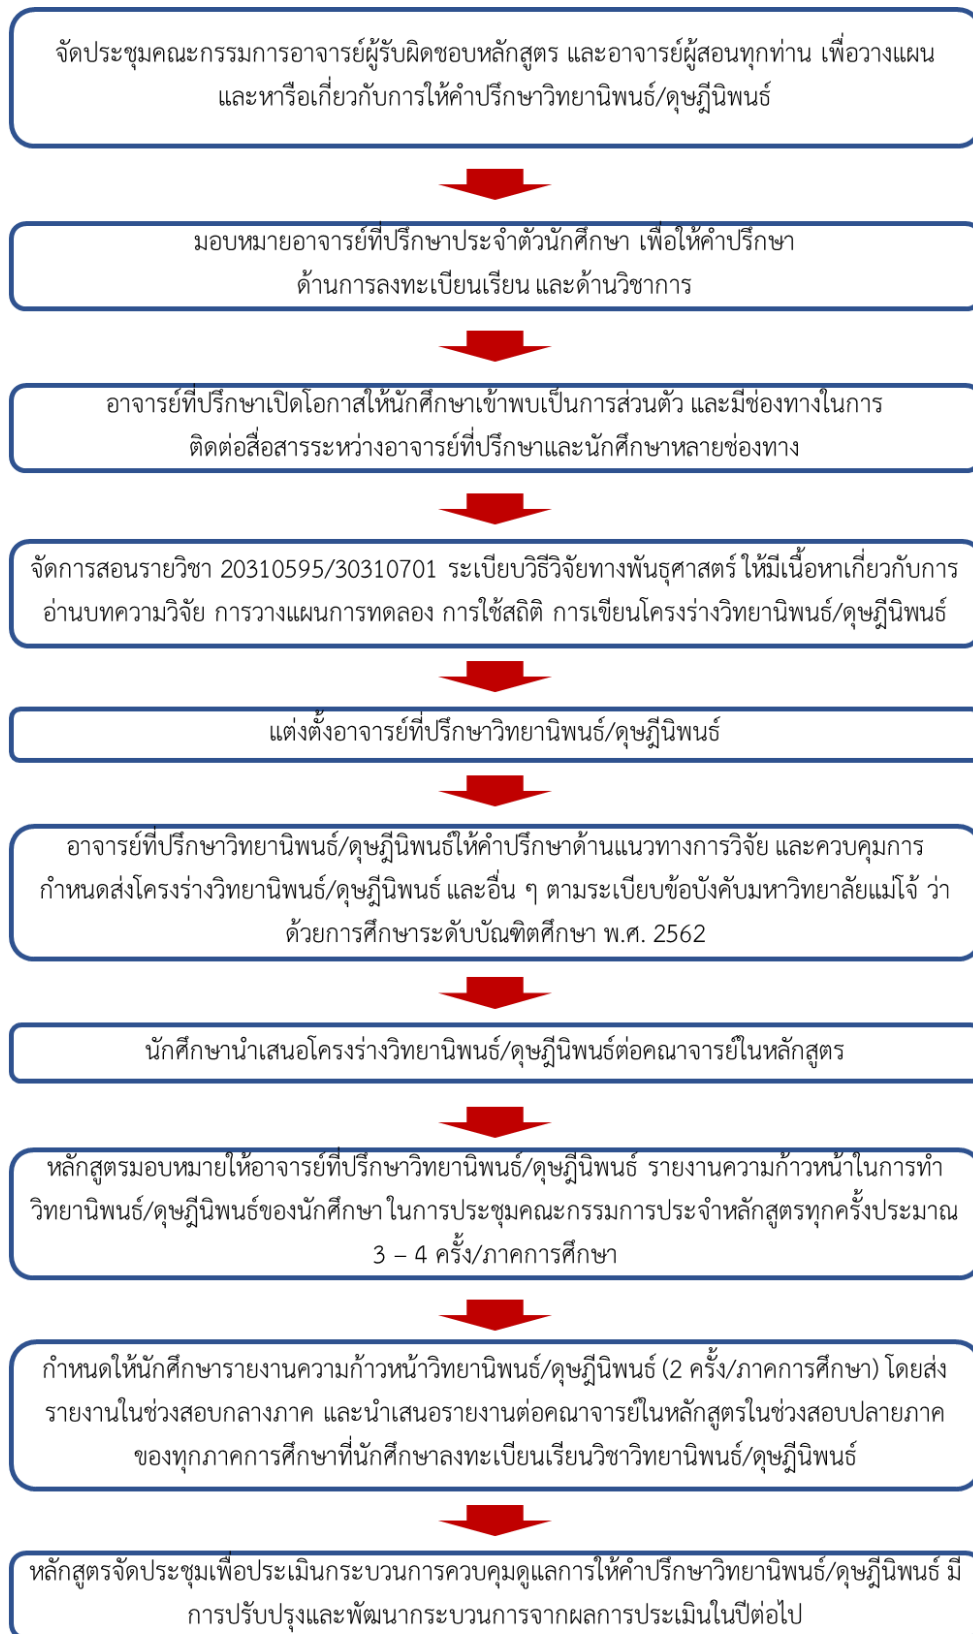 จัดประชุมคณะกรรมการอาจารย์ผู้รับผิดชอบหลักสูตร และอาจารย์ผู้สอนทุกท่าน เพื่อวางแผน
และหารือเกี่ยวกับการให้คำปรึกษาวิทยานิพนธ์/ดุษฎีนิพนธ์
มอบหมายอาจารย์ที่ปรึกษาประจำตัวนักศึกษา เพื่อให้คำปรึกษา
ด้านการลงทะเบียนเรียน และด้านวิชาการ
อาจารย์ที่ปรึกษาเปิดโอกาสให้นักศึกษาเข้าพบเป็นการส่วนตัว และมีช่องทางในการ
ติดต่อสื่อสารระหว่างอาจารย์ที่ปรึกษาและนักศึกษาหลายช่องทาง
จัดการสอนรายวิชา 20310595/30310701 ระเบียบวิธีวิจัยทางพันธุศาสตร์ ให้มีเนื้อหาเกี่ยวกับการ
อ่านบทความวิจัย การวางแผนการทดลอง การใช้สถิติ การเขียนโครงร่างวิทยานิพนธ์/ดุษฎีนิพนธ์
แต่งตั้งอาจารย์ที่ปรึกษาวิทยานิพนธ์/ดุษฎีนิพนธ์
อาจารย์ที่ปรึกษาวิทยานิพนธ์/ดุษฎีนิพนธ์ให้คำปรึกษาด้านแนวทางการวิจัย และควบคุมการ
กำหนดส่งโครงร่างวิทยานิพนธ์/ดุษฎีนิพนธ์ และอื่น ๆ ตามระเบียบข้อบังคับมหาวิทยาลัยแม่โจ้ ว่า
ด้วยการศึกษาระดับบัณฑิตศึกษา พ.ศ. 2562
นักศึกษานำเสนอโครงร่างวิทยานิพนธ์/ดุษฎีนิพนธ์ต่อคณาจารย์ในหลักสูตร
หลักสูตรมอบหมายให้อาจารย์ที่ปรึกษาวิทยานิพนธ์/ดุษฎีนิพนธ์ รายงานความก้าวหน้าในการทำ
วิทยานิพนธ์/ดุษฎีนิพนธ์ของนักศึกษา ในการประชุมคณะกรรมการประจำหลักสูตรทุกครั้งประมาณ
3 – 4 ครั้ง/ภาคการศึกษา
กำหนดให้นักศึกษารายงานความก้าวหน้าวิทยานิพนธ์/ดุษฎีนิพนธ์ (2 ครั้ง/ภาคการศึกษา) โดยส่ง
รายงานในช่วงสอบกลางภาค และนำเสนอรายงานต่อคณาจารย์ในหลักสูตรในช่วงสอบปลายภาค
ของทุกภาคการศึกษาที่นักศึกษาลงทะเบียนเรียนวิชาวิทยานิพนธ์/ดุษฎีนิพนธ์
หลักสูตรจัดประชุมเพื่อประเมินกระบวนการควบคุมดูแลการให้คำปรึกษาวิทยานิพนธ์/ดุษฎีนิพนธ์ มี
การปรับปรุงและพัฒนากระบวนการจากผลการประเมินในปีต่อไป